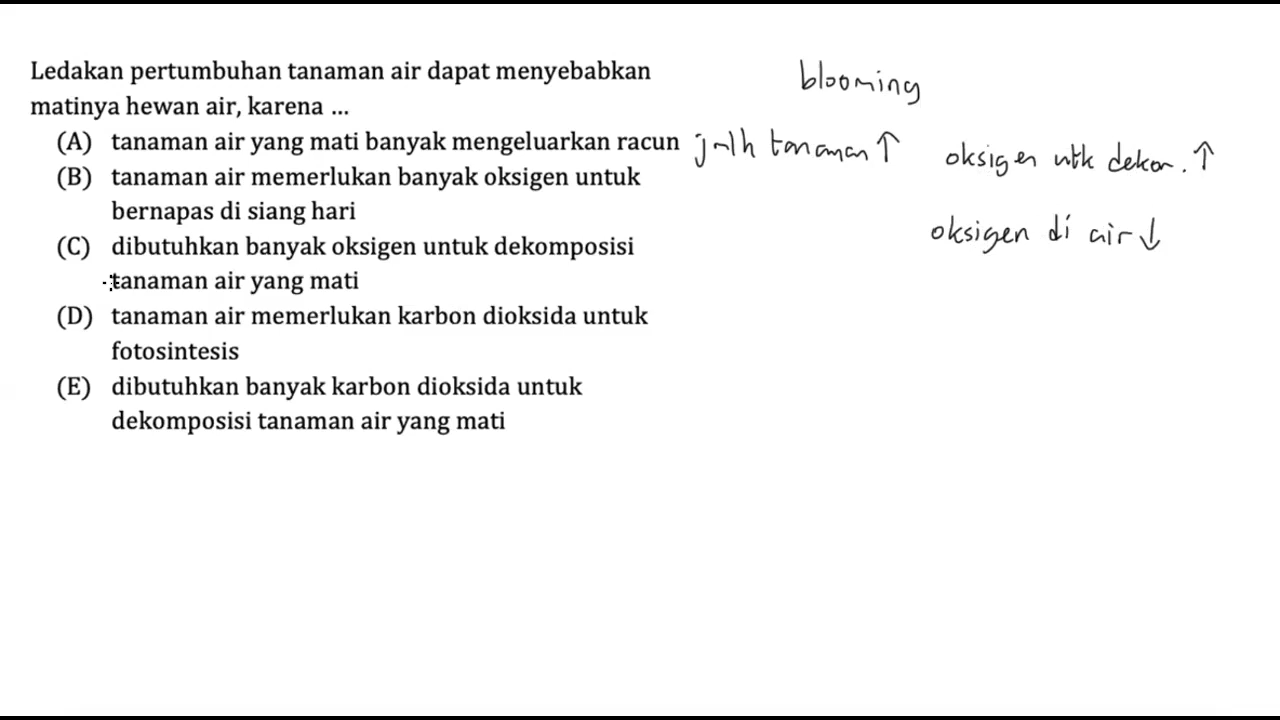 Ledakan pertumbuhan tanaman air dapat menyebabkan
matinya hewan air, karena ...
(A) tanaman air yang mati banyak mengeluarkan racun
(B) tanaman air memerlukan banyak oksigen untuk
bernapas di siang hari
(C) dibutuhkan banyak oksigen untuk dekomposisi
tanaman air yang mati
(D) tanaman air memerlukan karbon dioksida untuk
fotosintesis
(E) dibutuhkan banyak karbon dioksida untuk
dekomposisi tanaman air yang mati
blooming
jmlh tanaman ↑
oksigen utk dekom. ↑
oksigen di air ↓